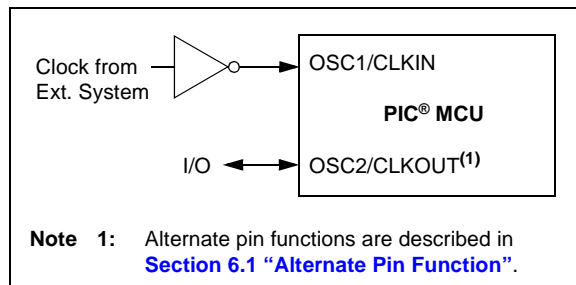 Clock from
Ext. System
OSC1/CLKIN
PIC® MCU
I/O
OSC2/CLKOUT(1)
Note 1: Alternate pin functions are described in
Section 6.1 “Alternate Pin Function”.